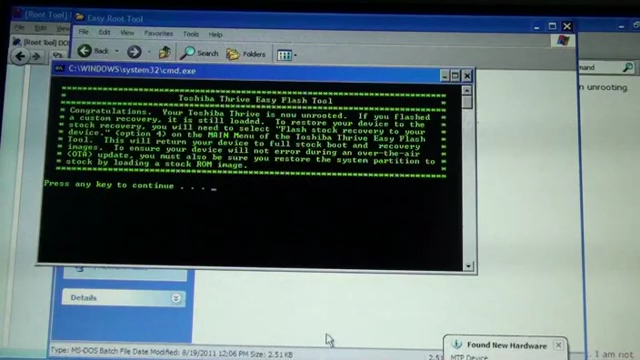 [Root Tool]
Easy Root Tool
File Edit View Favorites Tools Help
[Root Tool] DO
Back
Search
Folders
mand
C:\WINDOWS\system32\cmd.exe
Toshiba Thrive Easy Flash Tool
Congratulations. Your Toshiba Thrive is now unrooted. If you flashed
a custom recovery, it is still loaded. To restore your device to the
stock recovery, you will need to select "Flash stock recovery to your
device." (option 4) on the MAIN Menu of the Toshiba Thrive Easy Flash
Tool. This will return your device to full stock boot and recovery
images. To ensure your device will not error during an over-the-air
(OTA) update, you must also be sure you restore the system partition to
stock by loading a stock ROM image.
Press any key to continue . . . _
n unrooting.
Details
Type: MS-DOS Batch File Date Modified: 8/19/2011 12:06 PM Size: 2.51KB
2.5
Found New Hardware
MTP Device
. I am not